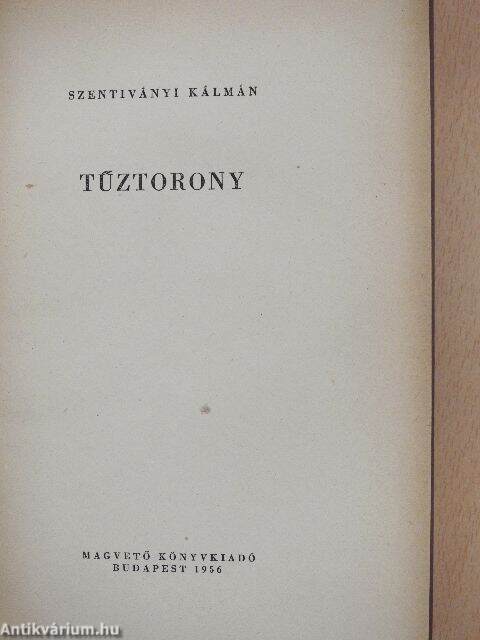 SZENTIVÁNYI KÁLMÁN
TŰZTORONY
MAGVETŐ KÖNYVKIADÓ
BUDAPEST 1956
Antikvárium.hu